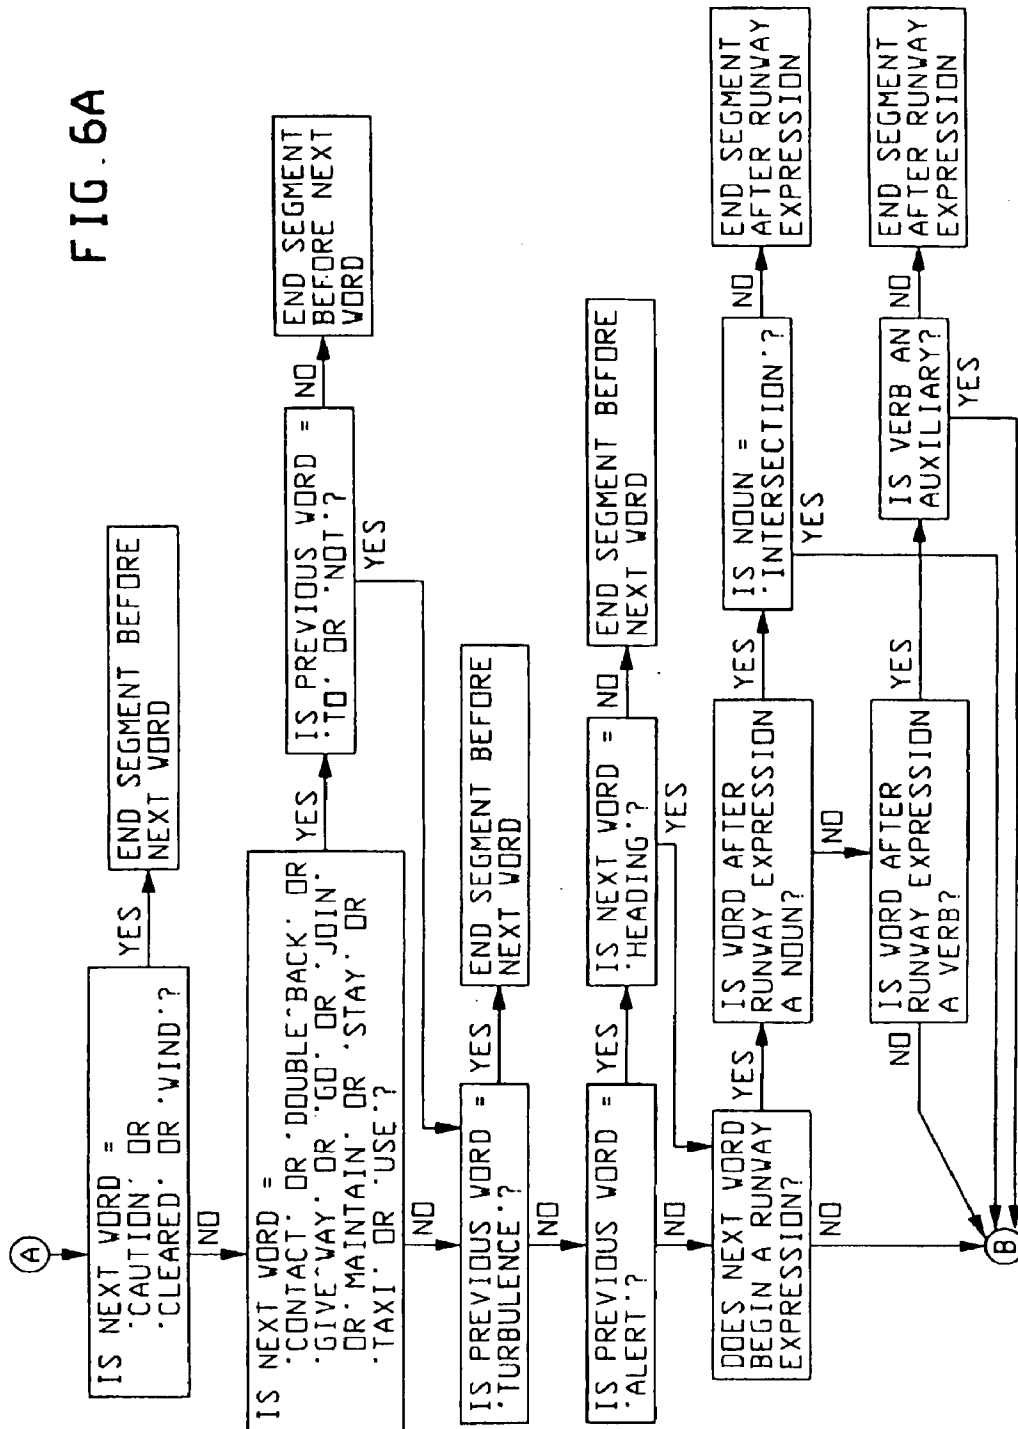 FIG.6A
A
IS NEXT WORD =
'CAUTION' OR
'CLEARED' OR 'WIND'?
YES
END SEGMENT BEFORE
NEXT WORD
NO
IS NEXT WORD =
'CONTACT' OR 'DOUBLE^BACK' OR
'GIVE^WAY' OR 'GO' OR 'JOIN'
OR 'MAINTAIN' OR 'STAY' OR
'TAXI' OR 'USE'?
YES
IS PREVIOUS WORD =
'TO' OR 'NOT'?
NO
END SEGMENT
BEFORE NEXT
WORD
YES
NO
IS PREVIOUS WORD =
'TURBULENCE'?
YES
END SEGMENT BEFORE
NEXT WORD
NO
IS PREVIOUS WORD =
'ALERT'?
YES
IS NEXT WORD =
'HEADING'?
NO
END SEGMENT BEFORE
NEXT WORD
YES
NO
DOES NEXT WORD
BEGIN A RUNWAY
EXPRESSION?
YES
IS WORD AFTER
RUNWAY EXPRESSION
A NOUN?
YES
IS NOUN =
'INTERSECTION'?
NO
END SEGMENT
AFTER RUNWAY
EXPRESSION
YES
NO
NO
IS WORD AFTER
RUNWAY EXPRESSION
A VERB?
YES
IS VERB AN
AUXILIARY?
NO
END SEGMENT
AFTER RUNWAY
EXPRESSION
YES
NO
B